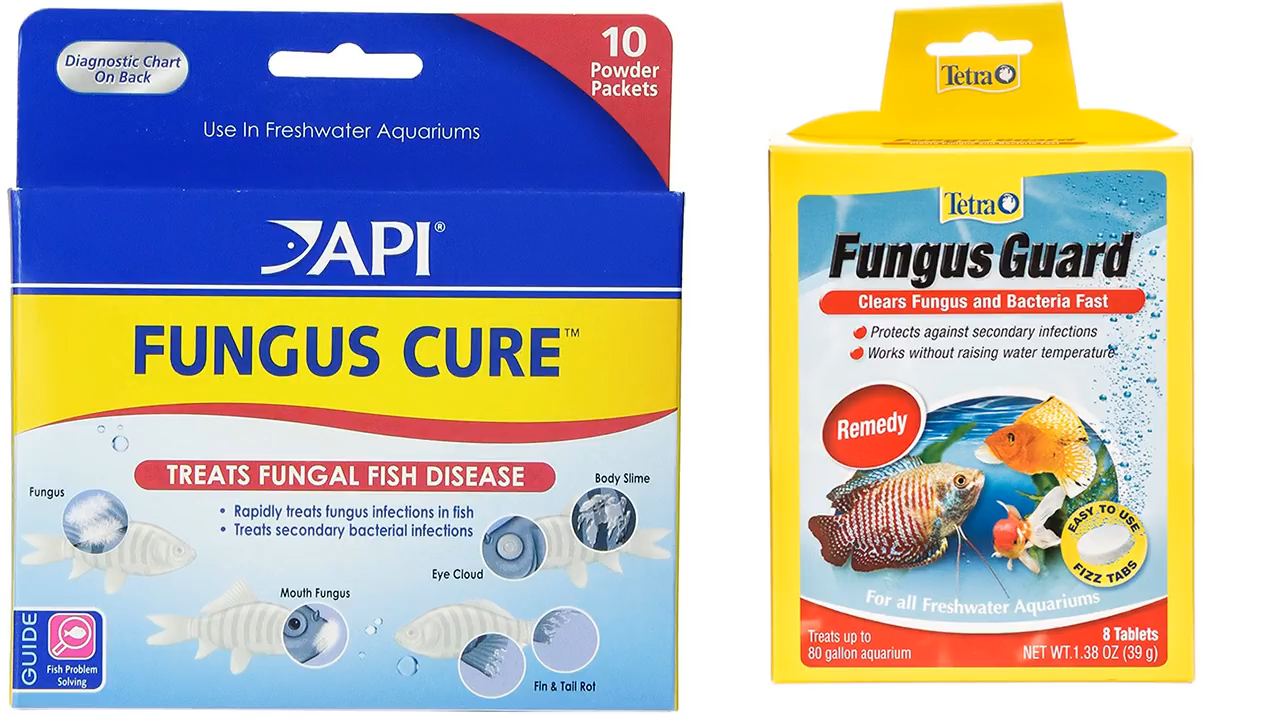 Diagnostic Chart
On Back
10
Powder
Packets
Use In Freshwater Aquariums
API®
FUNGUS CURE™
TREATS FUNGAL FISH DISEASE
Fungus
• Rapidly treats fungus infections in fish
• Treats secondary bacterial infections
Body Slime
Eye Cloud
Mouth Fungus
Fin & Tail Rot
GUIDE
Fish Problem
Solving
Tetra
Tetra
Fungus Guard®
Clears Fungus and Bacteria Fast
Protects against secondary infections
Works without raising water temperature
Remedy
EASY TO USE
FIZZ TABS
For all Freshwater Aquariums
Treats up to
80 gallon aquarium
8 Tablets
NET WT.1.38 OZ (39 g)